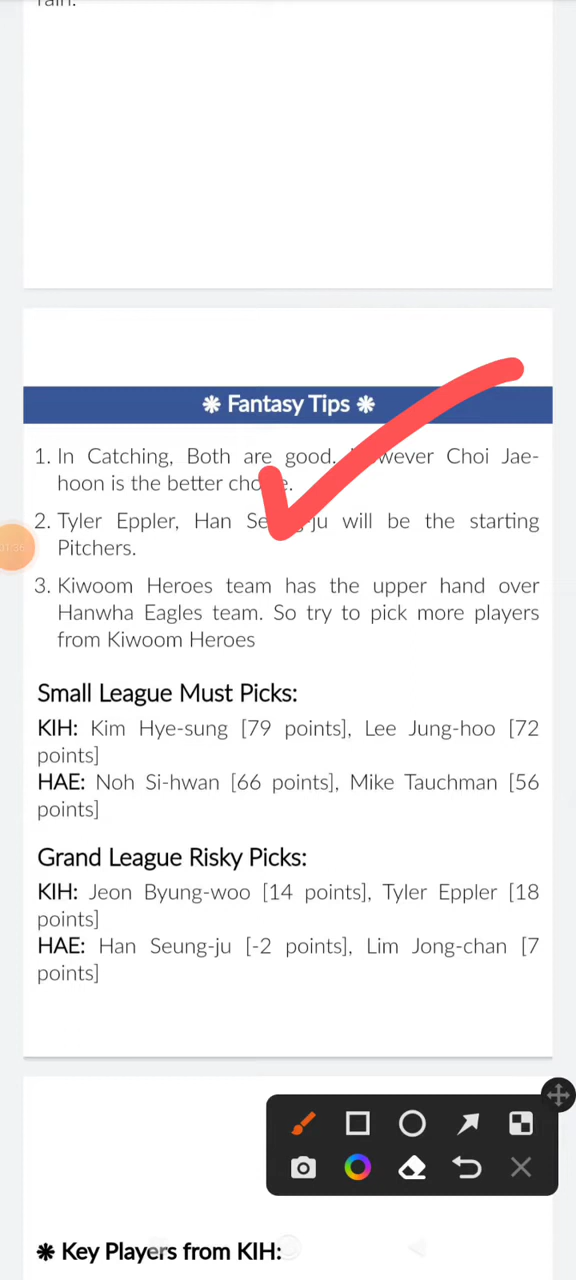 rain.
✻ Fantasy Tips ✻
1. In Catching, Both are good. However Choi Jae-
hoon is the better choice.
2. Tyler Eppler, Han Seung-ju will be the starting
Pitchers.
3. Kiwoom Heroes team has the upper hand over
Hanwha Eagles team. So try to pick more players
from Kiwoom Heroes
Small League Must Picks:
KIH: Kim Hye-sung [79 points], Lee Jung-hoo [72
points]
HAE: Noh Si-hwan [66 points], Mike Tauchman [56
points]
Grand League Risky Picks:
KIH: Jeon Byung-woo [14 points], Tyler Eppler [18
points]
HAE: Han Seung-ju [-2 points], Lim Jong-chan [7
points]
✻ Key Players from KIH: